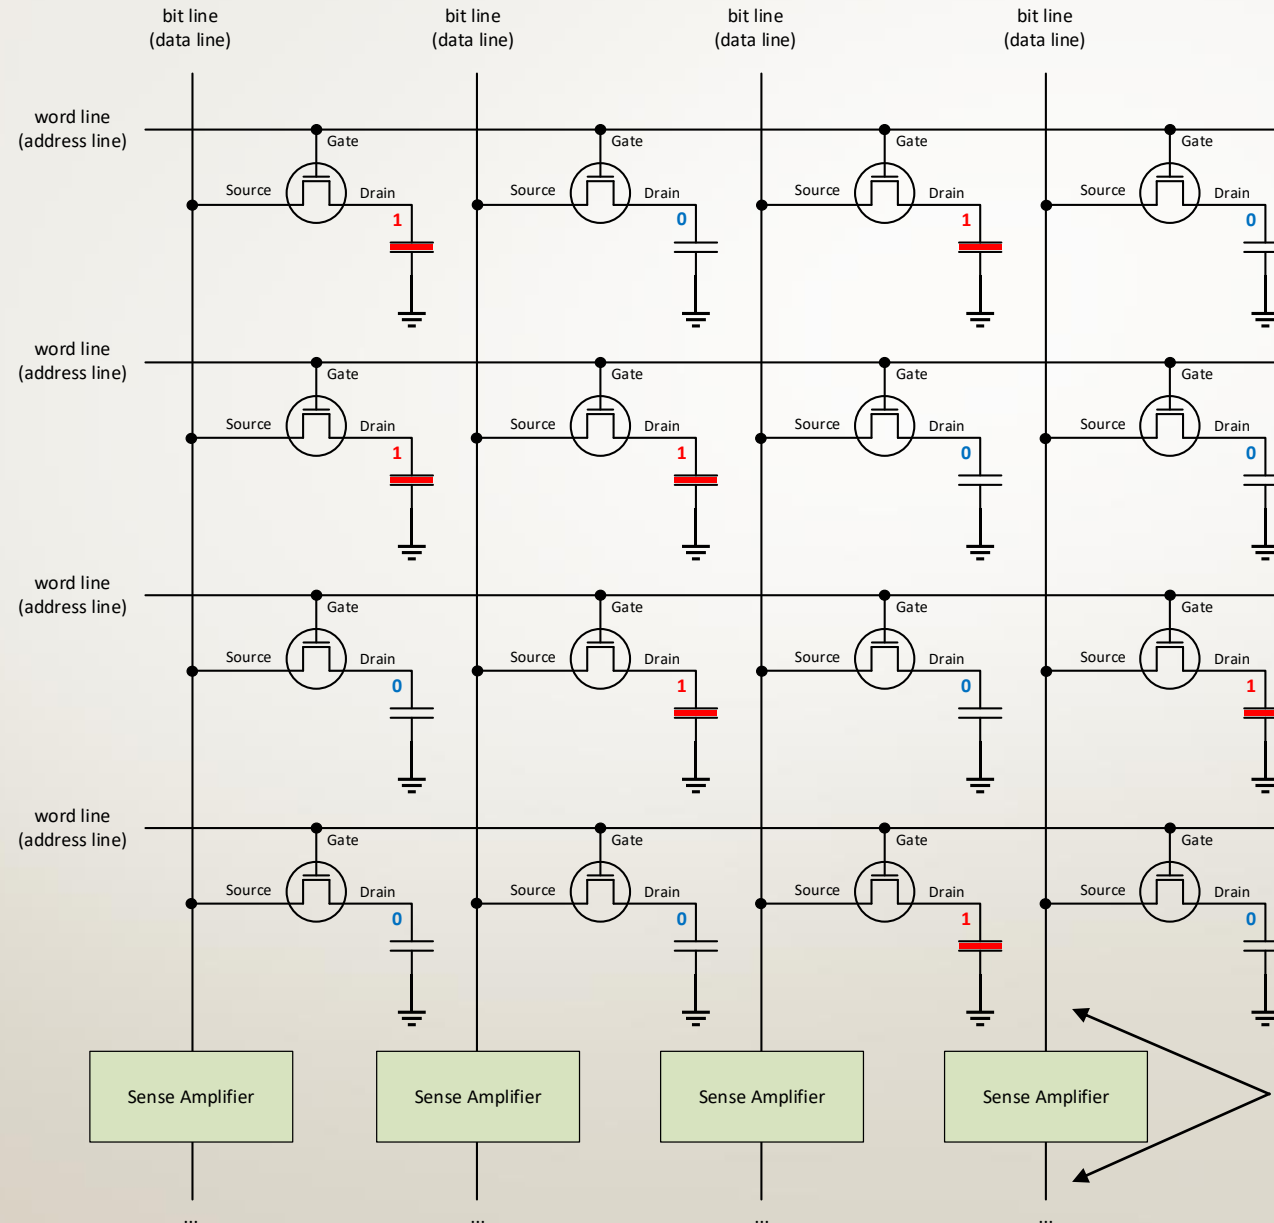 bit line
(data line)
bit line
(data line)
bit line
(data line)
bit line
(data line)
word line
(address line)
Gate
Gate
Gate
Gate
Source
Drain
Source
Drain
Source
Drain
Source
Drain
1
0
1
0
word line
(address line)
Gate
Gate
Gate
Gate
Source
Drain
Source
Drain
Source
Drain
Source
Drain
1
1
0
0
word line
(address line)
Gate
Gate
Gate
Gate
Source
Drain
Source
Drain
Source
Drain
Source
Drain
0
1
0
1
word line
(address line)
Gate
Gate
Gate
Gate
Source
Drain
Source
Drain
Source
Drain
Source
Drain
0
0
1
0
Sense Amplifier
Sense Amplifier
Sense Amplifier
Sense Amplifier
...
...
...
...